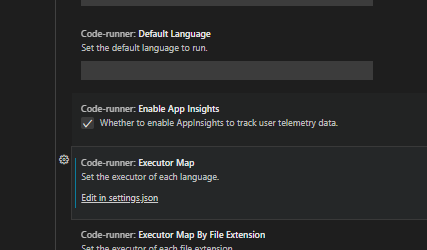 Code-runner: Default Language
Set the default language to run.
Code-runner: Enable App Insights
Whether to enable AppInsights to track user telemetry data.
Code-runner: Executor Map
Set the executor of each language.
Edit in settings.json
Code-runner: Executor Map By File Extension
Set the executor of each file extension.